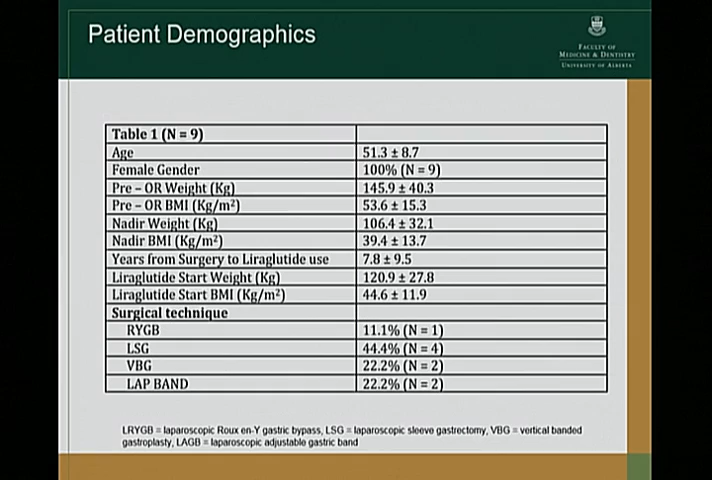 Patient Demographics
FACULTY OF
MEDICINE & DENTISTRY
UNIVERSITY OF ALBERTA
Table 1 (N = 9)
Age 51.3 ± 8.7
Female Gender 100% (N = 9)
Pre – OR Weight (Kg) 145.9 ± 40.3
Pre – OR BMI (Kg/m²) 53.6 ± 15.3
Nadir Weight (Kg) 106.4 ± 32.1
Nadir BMI (Kg/m²) 39.4 ± 13.7
Years from Surgery to Liraglutide use 7.8 ± 9.5
Liraglutide Start Weight (Kg) 120.9 ± 27.8
Liraglutide Start BMI (Kg/m²) 44.6 ± 11.9
Surgical technique
RYGB 11.1% (N = 1)
LSG 44.4% (N = 4)
VBG 22.2% (N = 2)
LAP BAND 22.2% (N = 2)
LRYGB = laparoscopic Roux en-Y gastric bypass, LSG = laparoscopic sleeve gastrectomy, VBG = vertical banded
gastroplasty, LAGB = laparoscopic adjustable gastric band